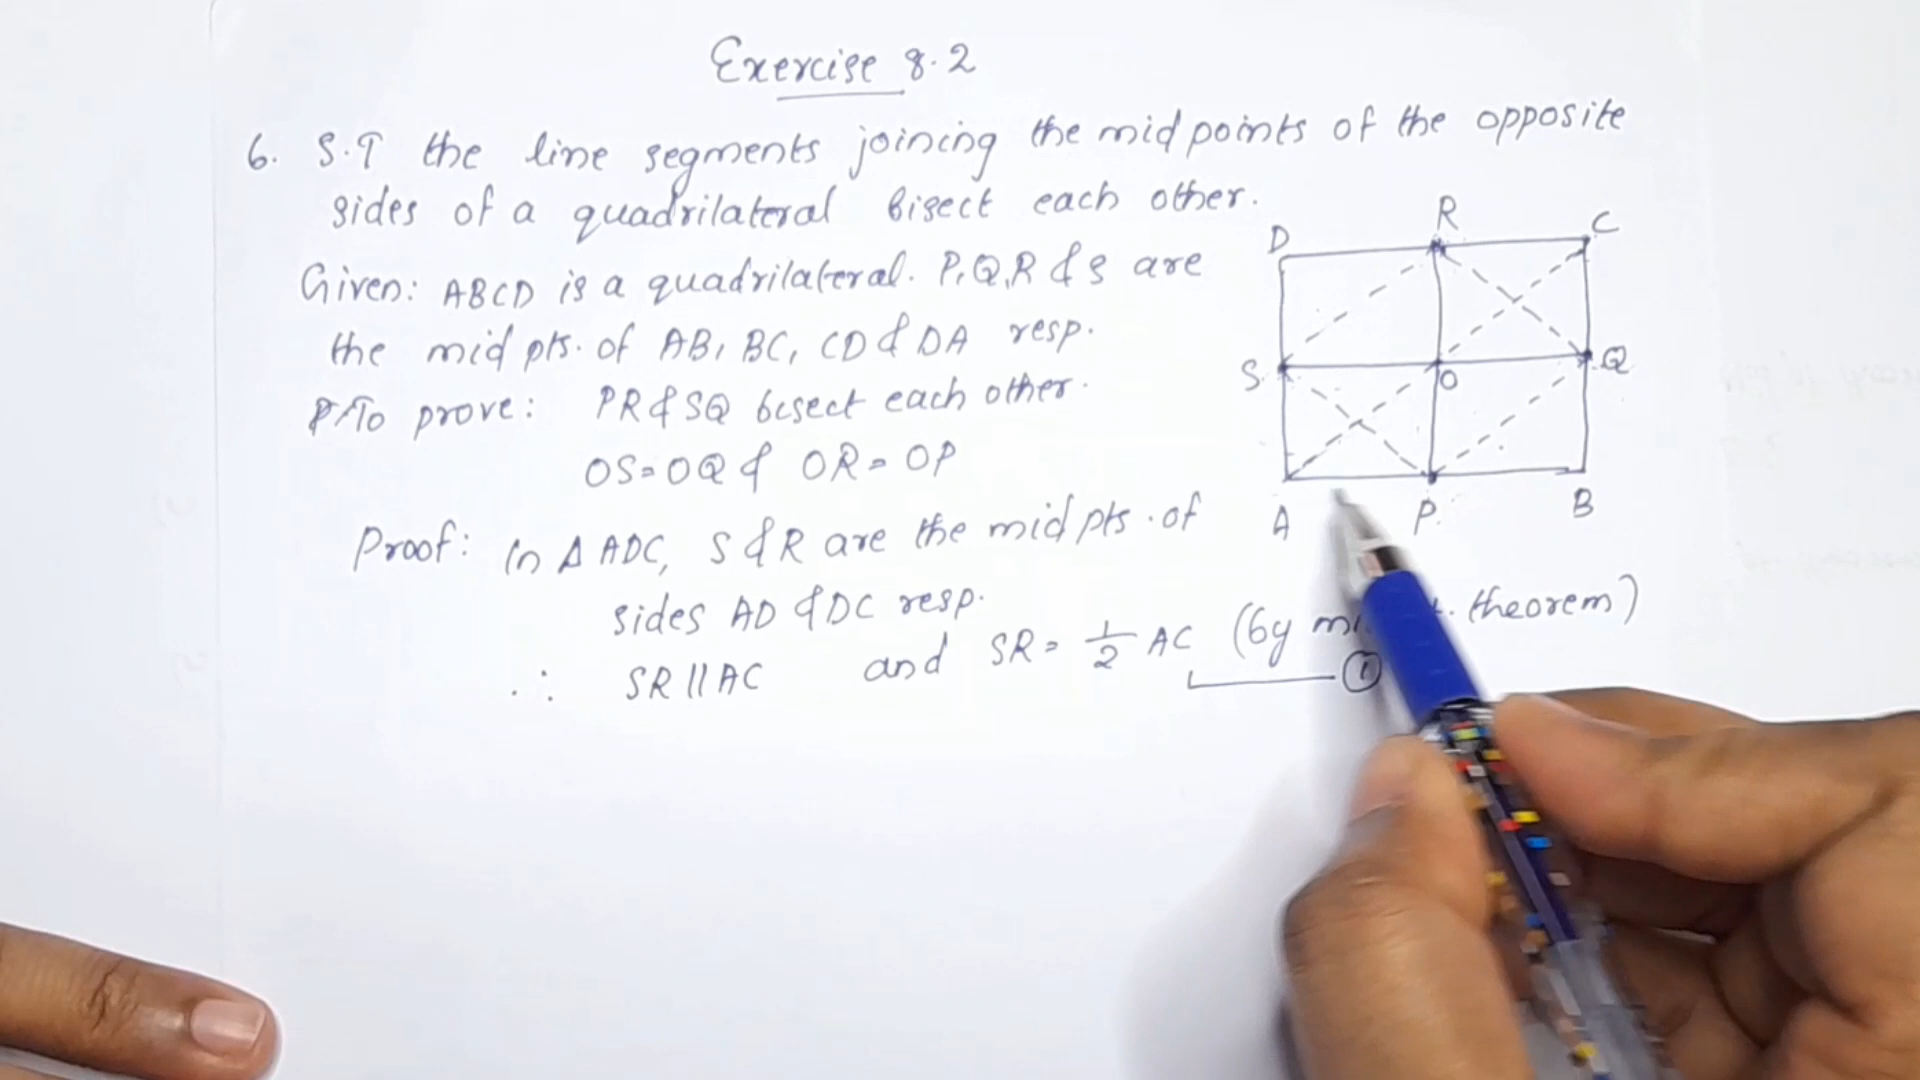 Exercise 8.2
6. S.T the line segments joining the mid points of the opposite
sides of a quadrilateral bisect each other.
Given: ABCD is a quadrilateral. P, Q, R & S are
the mid pts. of AB, BC, CD & DA resp.
To prove: PR & SQ bisect each other.
OS = OQ & OR = OP
Proof: In Δ ADC, S & R are the mid pts. of
sides AD & DC resp.
∴ SR || AC and SR = 1/2 AC (by theorem)
①
D R C
S O Q
A P B